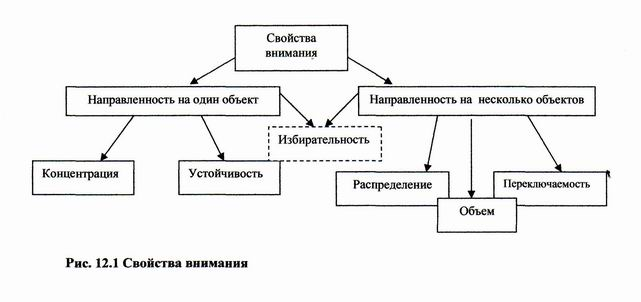 Свойства
внимания
Направленность на один объект
Направленность на несколько объектов
Избирательность
Концентрация
Устойчивость
Распределение
Переключаемость
Объем
Рис. 12.1 Свойства внимания